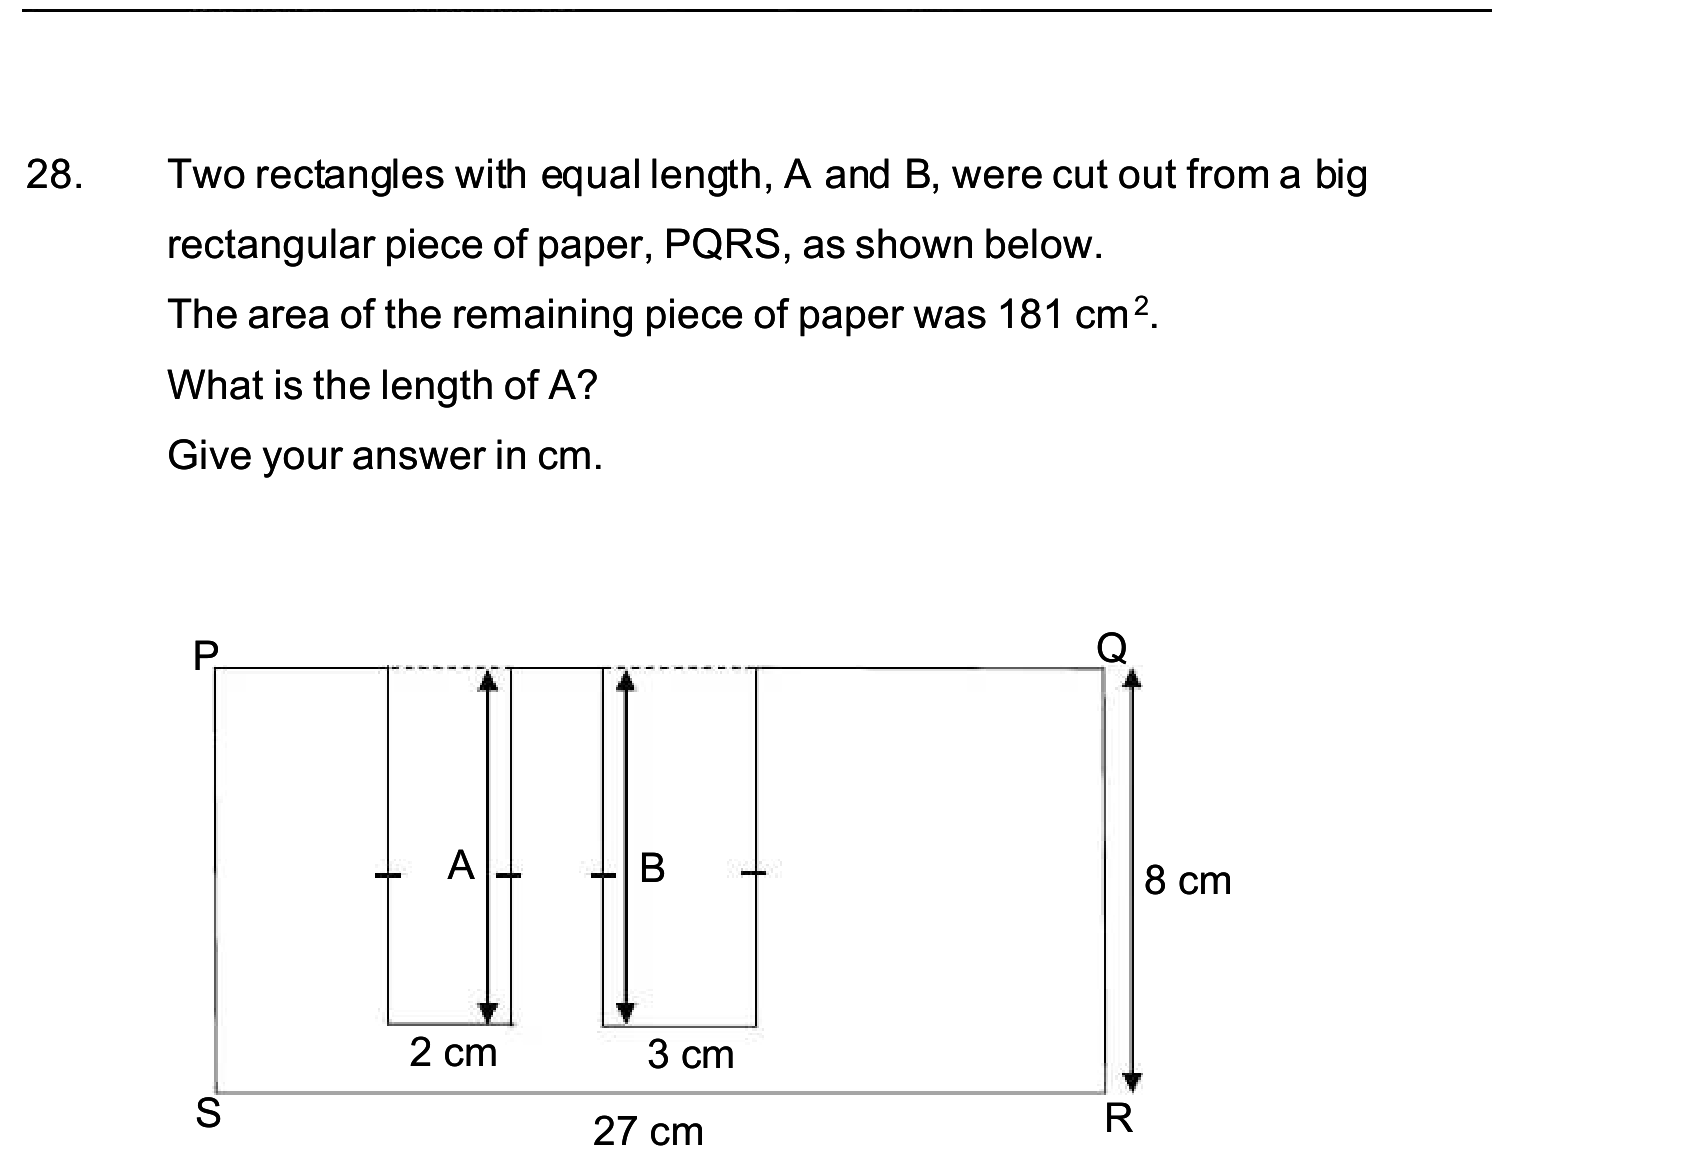 28. Two rectangles with equal length, A and B, were cut out from a big
rectangular piece of paper, PQRS, as shown below.
The area of the remaining piece of paper was 181 cm².
What is the length of A?
Give your answer in cm.
P Q
A B 8 cm
2 cm 3 cm
S R
27 cm